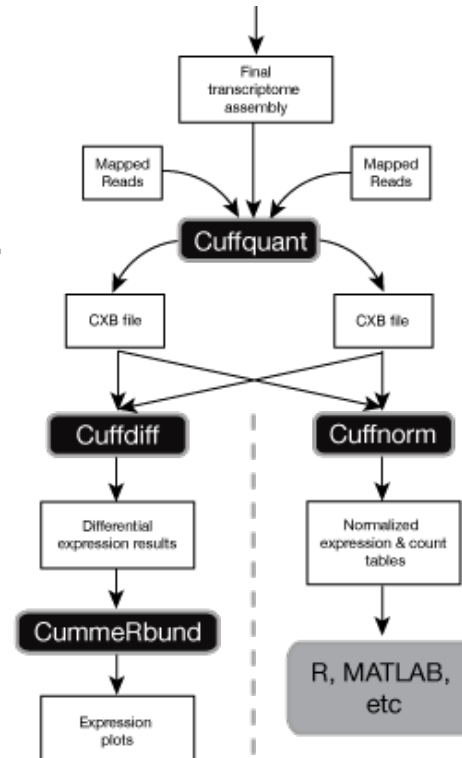 Final
transcriptome
assembly
Mapped
Reads
Mapped
Reads
Cuffquant
CXB file
CXB file
Cuffdiff
Cuffnorm
Differential
expression results
Normalized
expression & count
tables
CummeRbund
R, MATLAB,
etc
Expression
plots